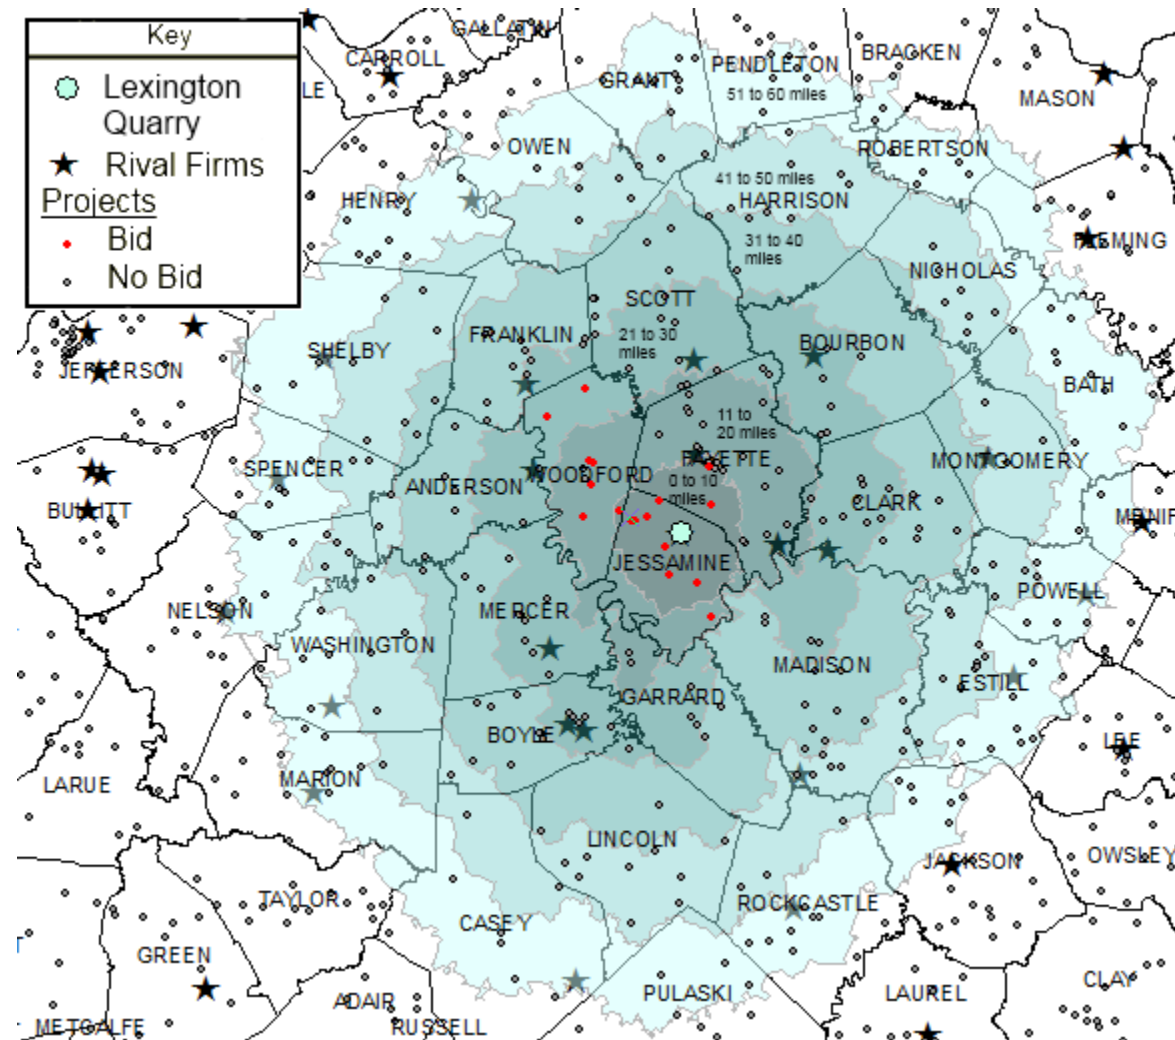 Key
Lexington
Quarry
Rival Firms
Projects
Bid
No Bid
GALLATIN
CARROLL
LE
GRANT
PENDLETON
51 to 60 miles
BRACKEN
MASON
OWEN
ROBERTSON
HENRY
41 to 50 miles
HARRISON
31 to 40
miles
FLEMING
NICHOLAS
SCOTT
FRANKLIN
21 to 30
miles
BOURBON
SHELBY
JEFFERSON
BATH
11 to
20 miles
FAYETTE
SPENCER
ANDERSON
WOODFORD
0 to 10
miles
MONTGOMERY
CLARK
BULLITT
MENIF
JESSAMINE
NELSON
MERCER
POWELL
WASHINGTON
MADISON
ESTILL
GARRARD
BOYLE
LEE
LARUE
MARION
LINCOLN
JACKSON
OWSLEY
TAYLOR
ROCKCASTLE
CASEY
T
GREEN
PULASKI
LAUREL
CLAY
ADAIR
METCALFE
RUSSELL